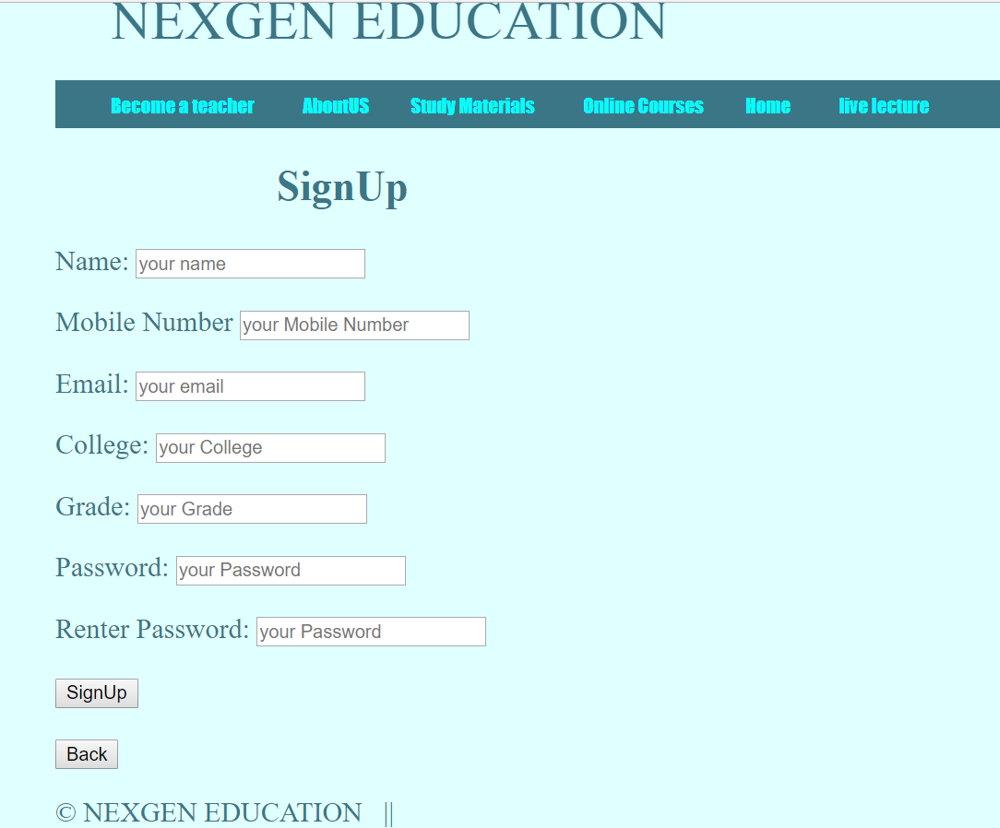 NEXGEN EDUCATION
Become a teacher AboutUS Study Materials Online Courses Home live lecture
SignUp
Name: your name
Mobile Number your Mobile Number
Email: your email
College: your College
Grade: your Grade
Password: your Password
Renter Password: your Password
SignUp
Back
© NEXGEN EDUCATION ||